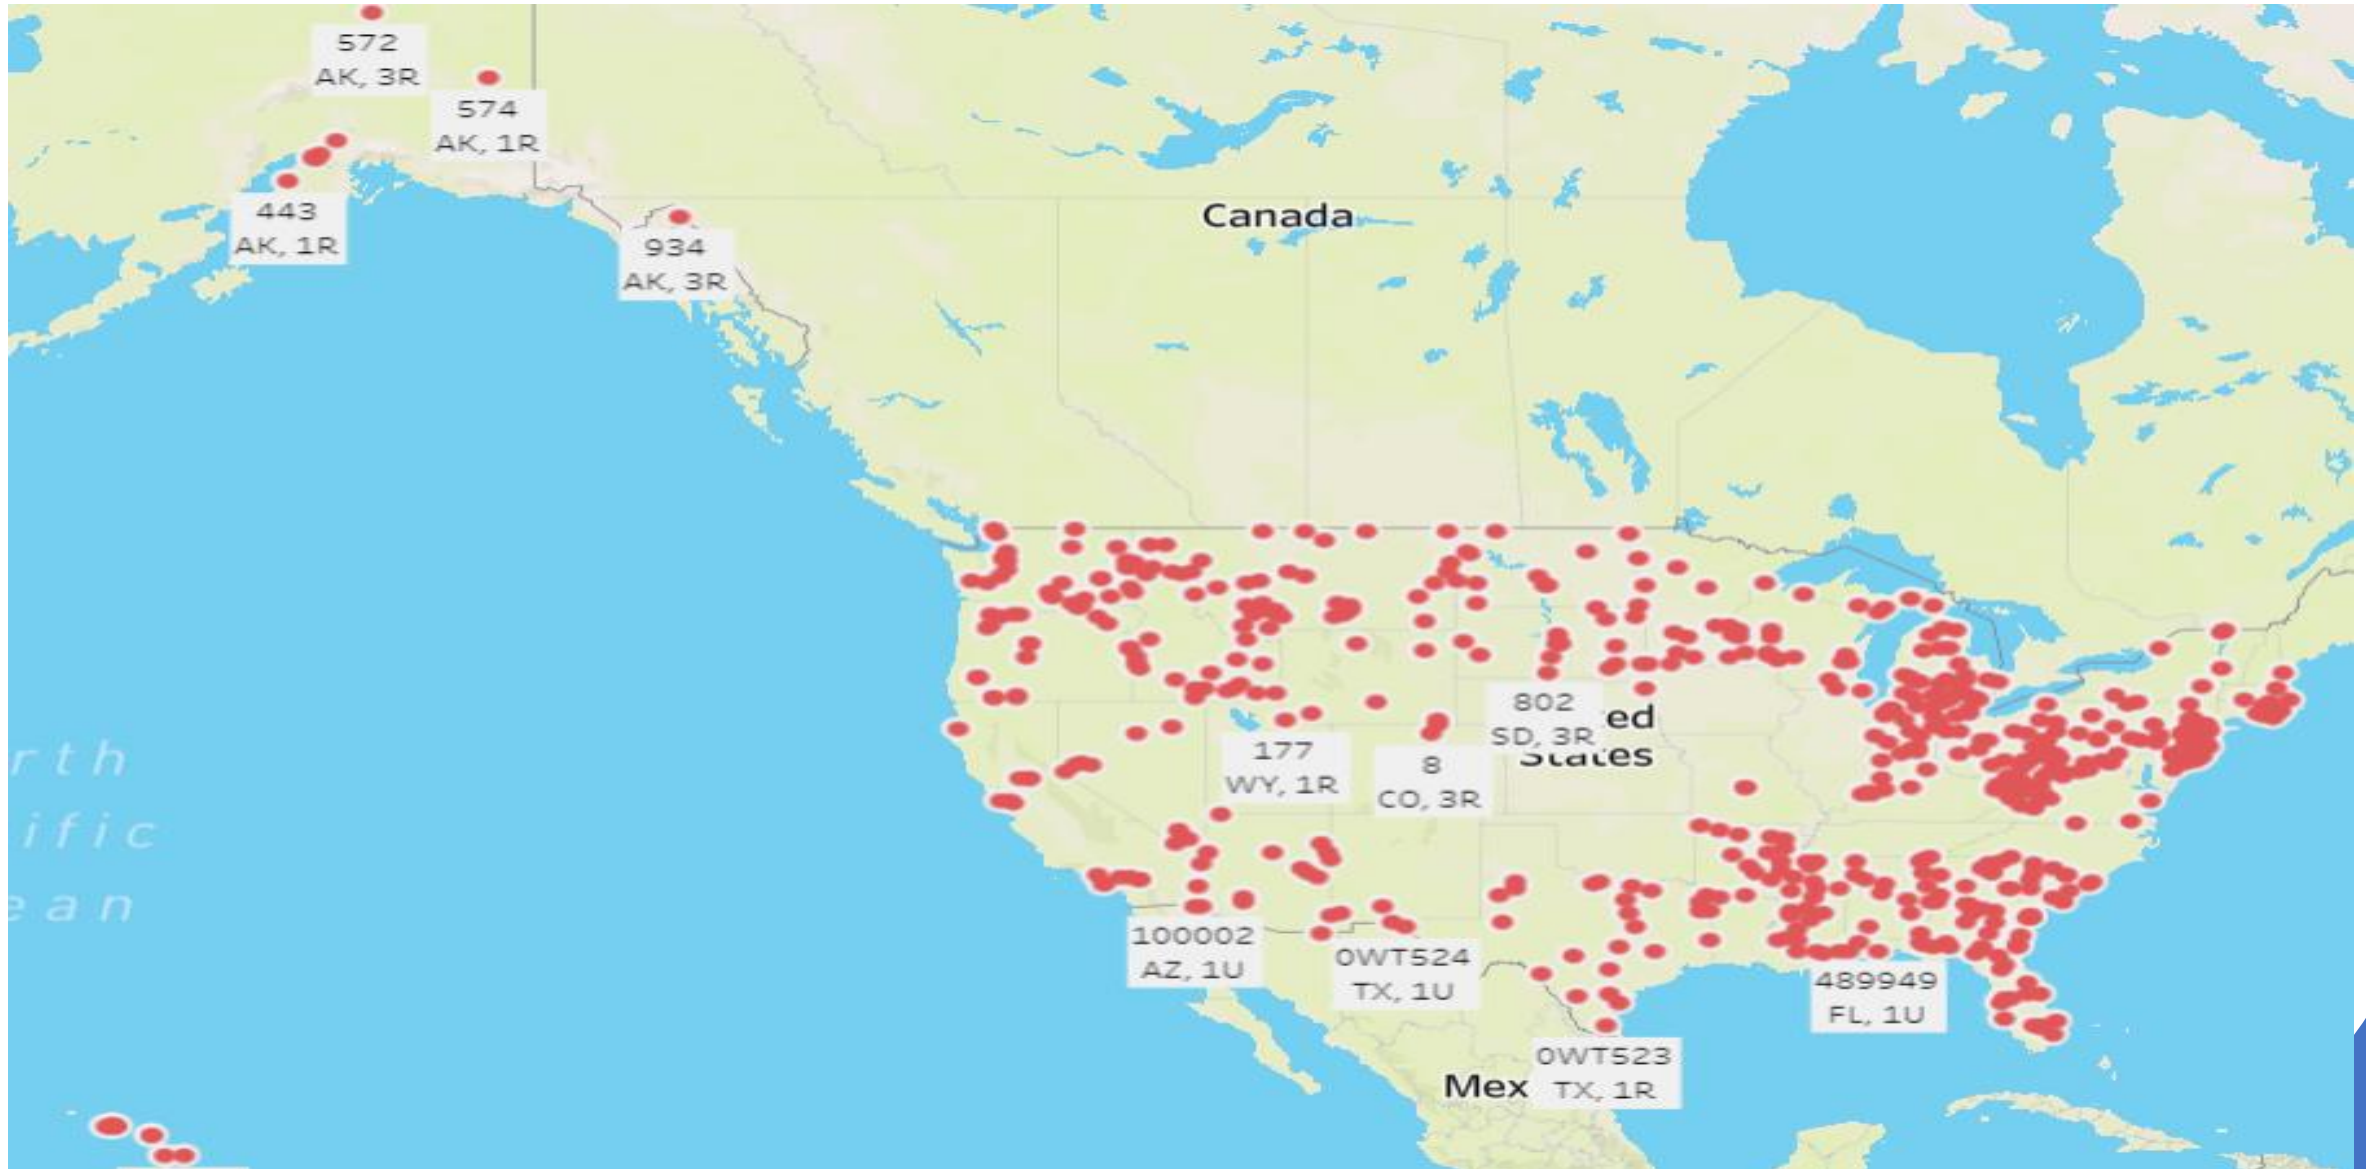 572
AK, 3R
574
AK, 1R
443
AK, 1R
934
AK, 3R
Canada
802
SD, 3R
ed
States
177
WY, 1R
8
CO, 3R
rth
ific
ean
100002
AZ, 1U
0WT524
TX, 1U
489949
FL, 1U
0WT523
TX, 1R
Mex